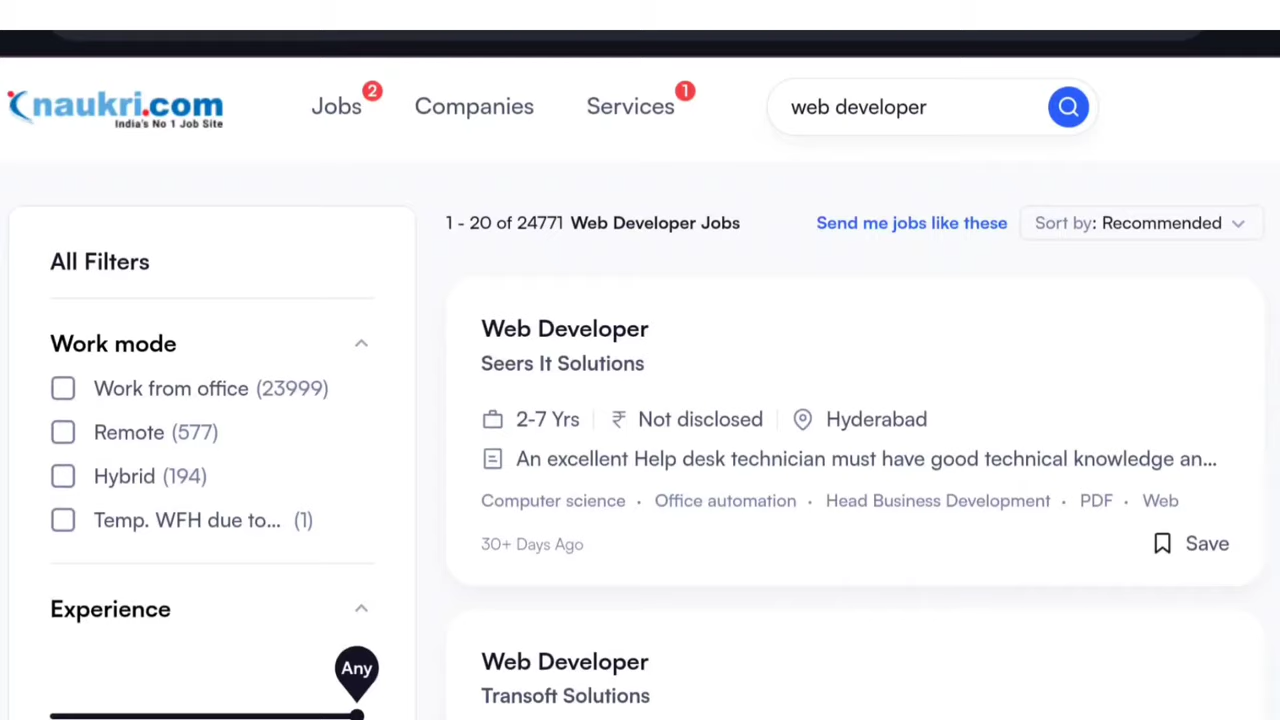 naukri.com
India's No 1 Job Site
Jobs 2
Companies
Services 1
web developer
1 - 20 of 24771 Web Developer Jobs
Send me jobs like these
Sort by: Recommended
All Filters
Work mode
Work from office (23999)
Remote (577)
Hybrid (194)
Temp. WFH due to... (1)
Experience
Any
Web Developer
Seers It Solutions
2-7 Yrs
₹ Not disclosed
Hyderabad
An excellent Help desk technician must have good technical knowledge an...
Computer science · Office automation · Head Business Development · PDF · Web
30+ Days Ago
Save
Web Developer
Transoft Solutions